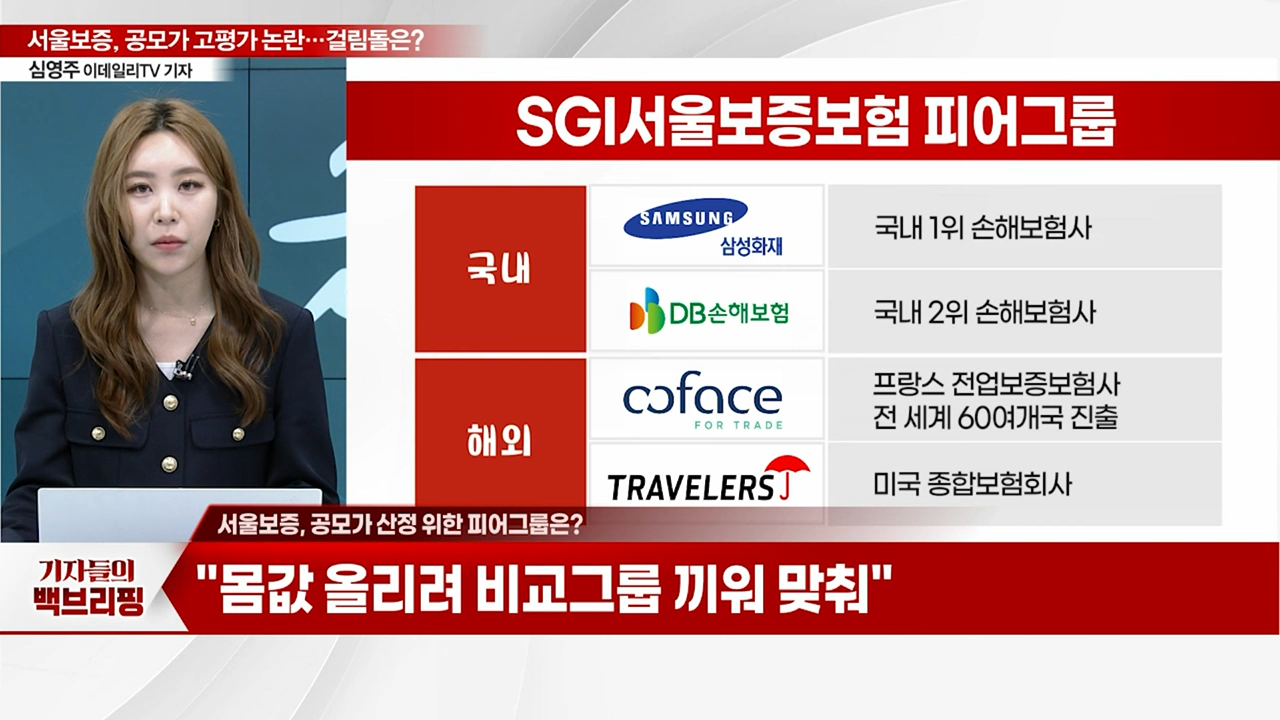 서울보증, 공모가 고평가 논란…걸림돌은?
심영주 이데일리TV 기자
SGI서울보증보험 피어그룹
국내
SAMSUNG
삼성화재
국내 1위 손해보험사
DB손해보험
국내 2위 손해보험사
해외
coface
FOR TRADE
프랑스 전업보증보험사
전 세계 60여개국 진출
TRAVELERS
미국 종합보험회사
서울보증, 공모가 산정 위한 피어그룹은?
기자들의
백브리핑
"몸값 올리려 비교그룹 끼워 맞춰"